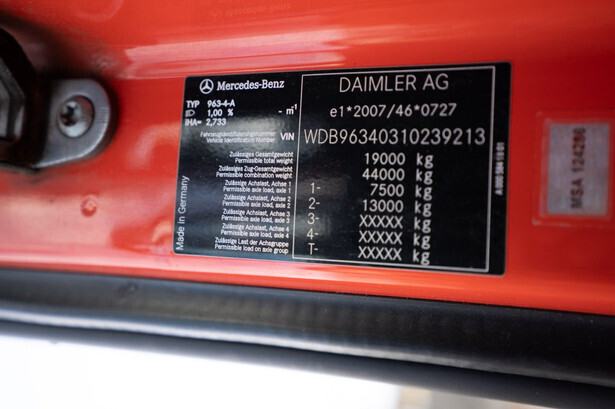 Mercedes-Benz
DAIMLER AG
TYP 963-4-A
1,00 % - m¹
IHA= 2,733
e1*2007/46*0727
Fahrzeugidentifizierungsnummer
Vehicle Identification Number
VIN
WDB96340310239213
Zulässiges Gesamtgewicht
Permissible total weight
19000 kg
Zulässiges Zug-Gesamtgewicht
Permissible combination weight
44000 kg
Zulässige Achslast, Achse 1
Permissible axle load, axle 1
1- 7500 kg
Zulässige Achslast, Achse 2
Permissible axle load, axle 2
2- 13000 kg
Zulässige Achslast, Achse 3
Permissible axle load, axle 3
3- XXXXX kg
Zulässige Achslast, Achse 4
Permissible axle load, axle 4
4- XXXXX kg
Zulässige Last der Achsgruppe
Permissible load on axle group
T- XXXXX kg
Made in Germany
MSA 124286